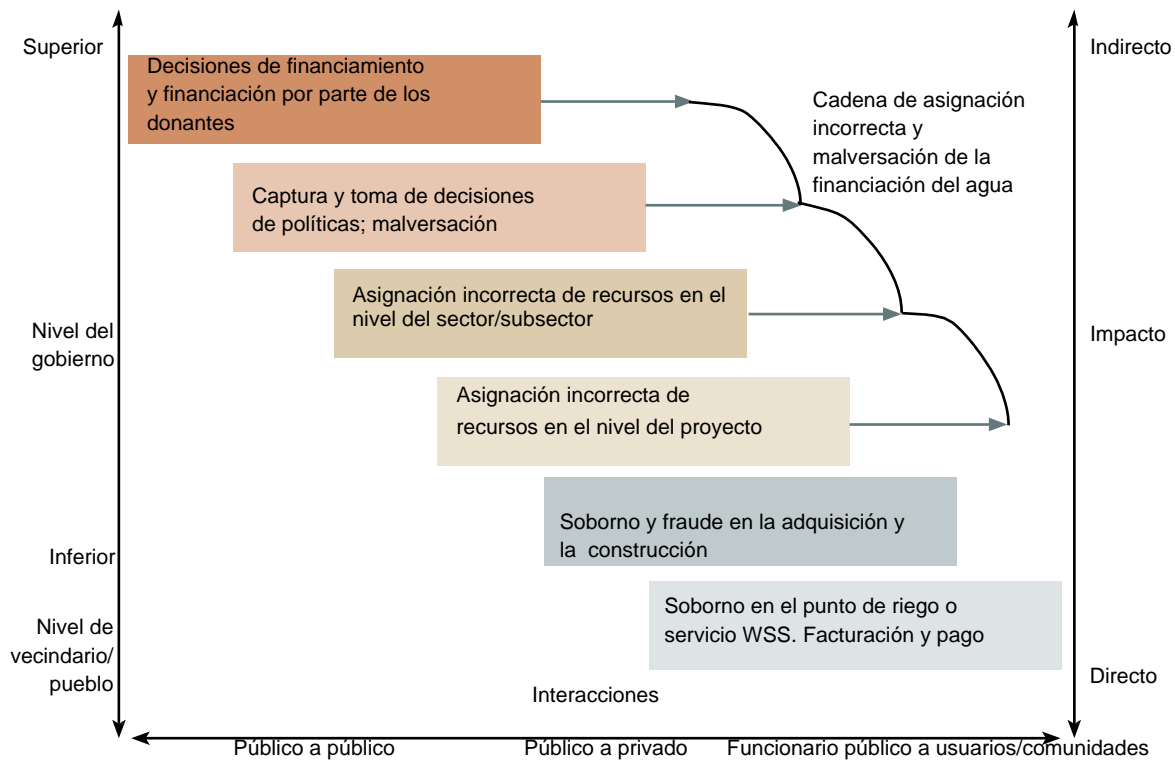 Superior
Indirecto
Decisiones de financiamiento
y financiación por parte de los
donantes
Cadena de asignación
incorrecta y
malversación de la
financiación del agua
Captura y toma de decisiones
de políticas; malversación
Asignación incorrecta de recursos en el
nivel del sector/subsector
Nivel del
gobierno
Impacto
Asignación incorrecta de
recursos en el nivel del proyecto
Soborno y fraude en la adquisición y
la construcción
Inferior
Soborno en el punto de riego o
servicio WSS. Facturación y pago
Nivel de
vecindario/
pueblo
Directo
Interacciones
Público a público
Público a privado
Funcionario público a usuarios/comunidades